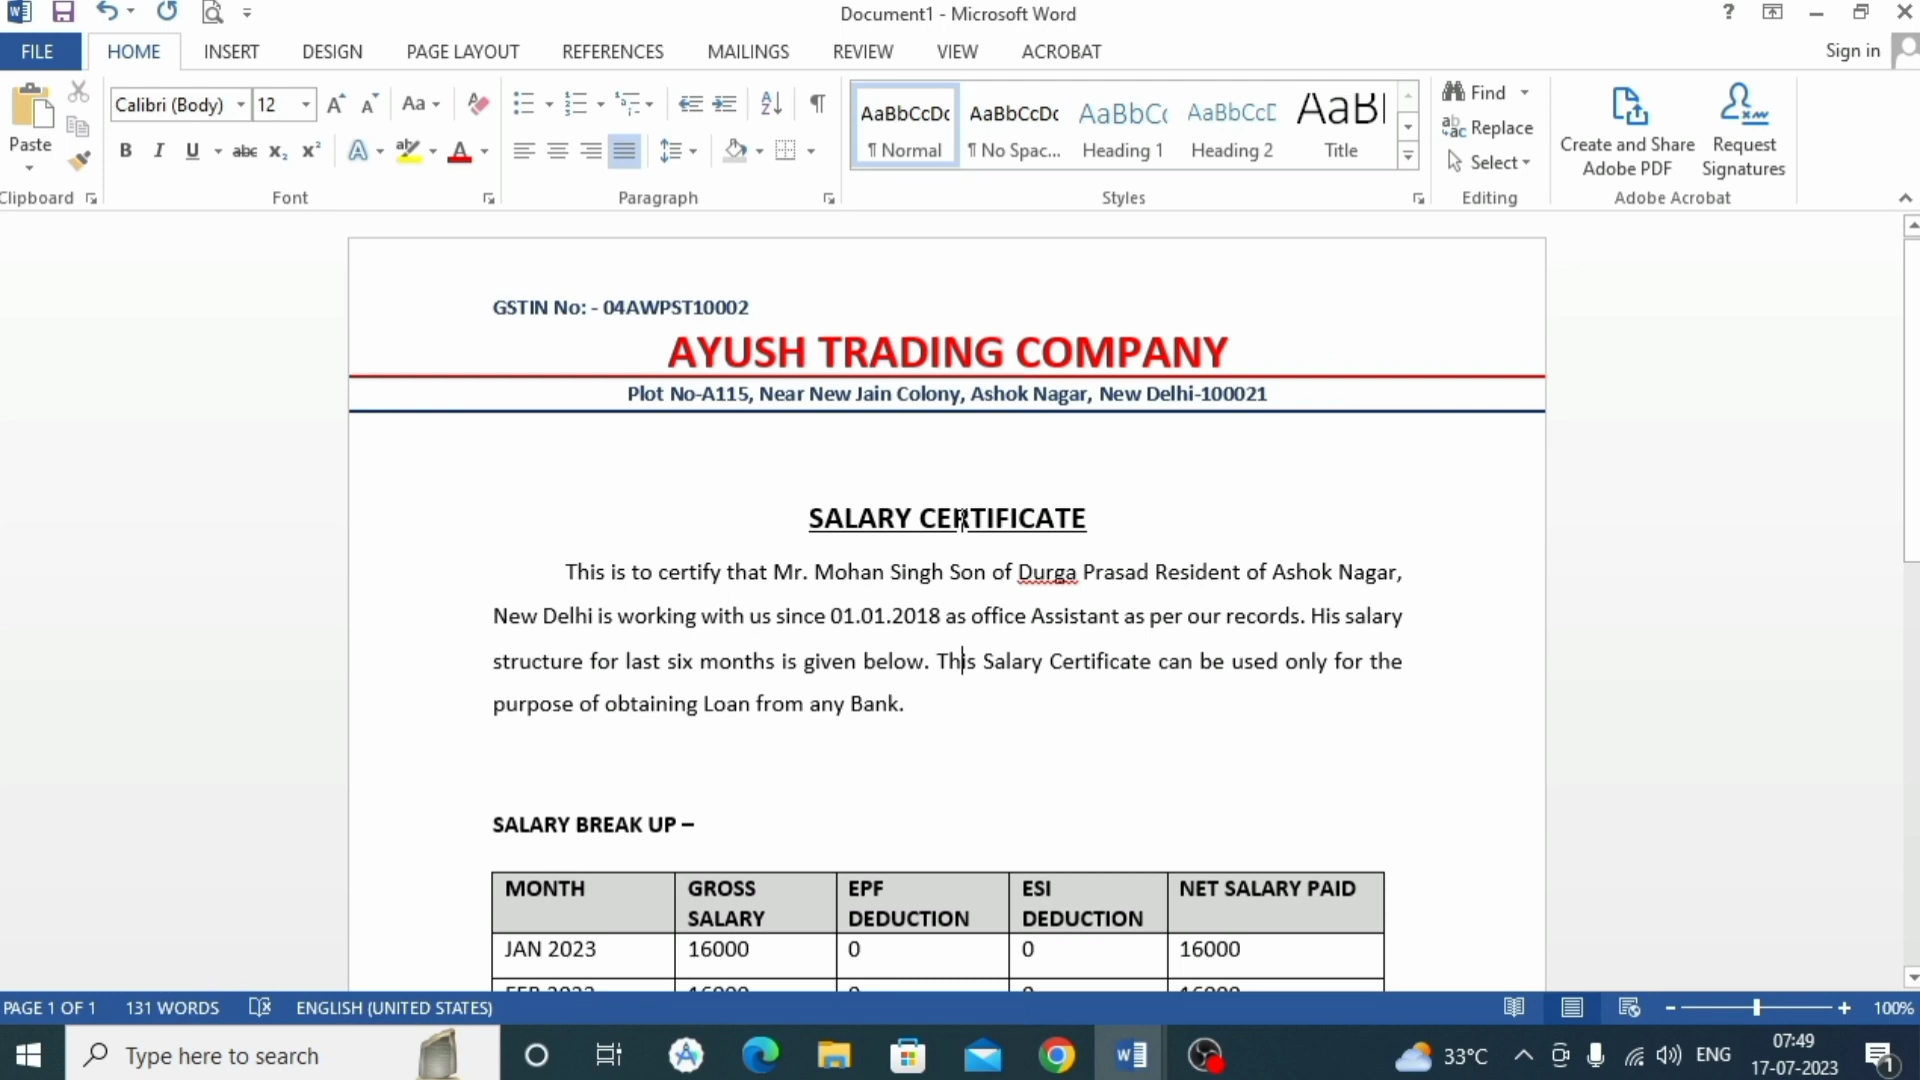 Document1 - Microsoft Word
?
FILE HOME INSERT DESIGN PAGE LAYOUT REFERENCES MAILINGS REVIEW VIEW ACROBAT Sign in
Calibri (Body) 12 Aa
AaBbCcDc AaBbCcDc AaBbCc AaBbCcE AaBl
Find
Replace
Select
Paste
B I U abc x₂ x² A ab A
¶ Normal ¶ No Spac... Heading 1 Heading 2 Title
Create and Share Adobe PDF
Request Signatures
Clipboard Font Paragraph Styles Editing Adobe Acrobat
GSTIN No: - 04AWPST10002
AYUSH TRADING COMPANY
Plot No-A115, Near New Jain Colony, Ashok Nagar, New Delhi-100021
SALARY CERTIFICATE
This is to certify that Mr. Mohan Singh Son of Durga Prasad Resident of Ashok Nagar,
New Delhi is working with us since 01.01.2018 as office Assistant as per our records. His salary
structure for last six months is given below. This Salary Certificate can be used only for the
purpose of obtaining Loan from any Bank.
SALARY BREAK UP –
MONTH GROSS SALARY EPF DEDUCTION ESI DEDUCTION NET SALARY PAID
JAN 2023 16000 0 0 16000
PAGE 1 OF 1 131 WORDS ENGLISH (UNITED STATES) 100%
Type here to search
33°C ENG
07:49
17-07-2023
1